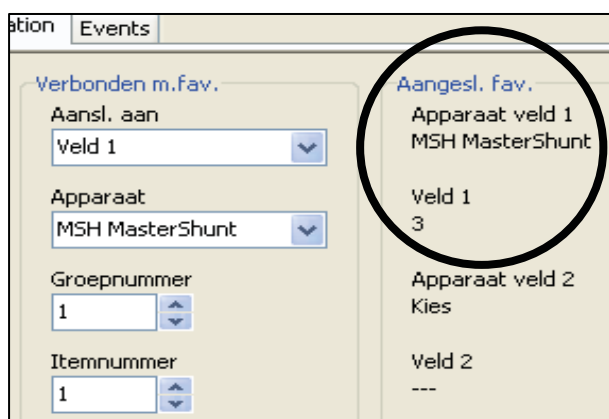 ation Events
Verbonden m.fav.
Aansl. aan
Veld 1
Apparaat
MSH MasterShunt
Groepnummer
1
Itemnummer
1
Aangesl. fav.
Apparaat veld 1
MSH MasterShunt
Veld 1
3
Apparaat veld 2
Kies
Veld 2
---